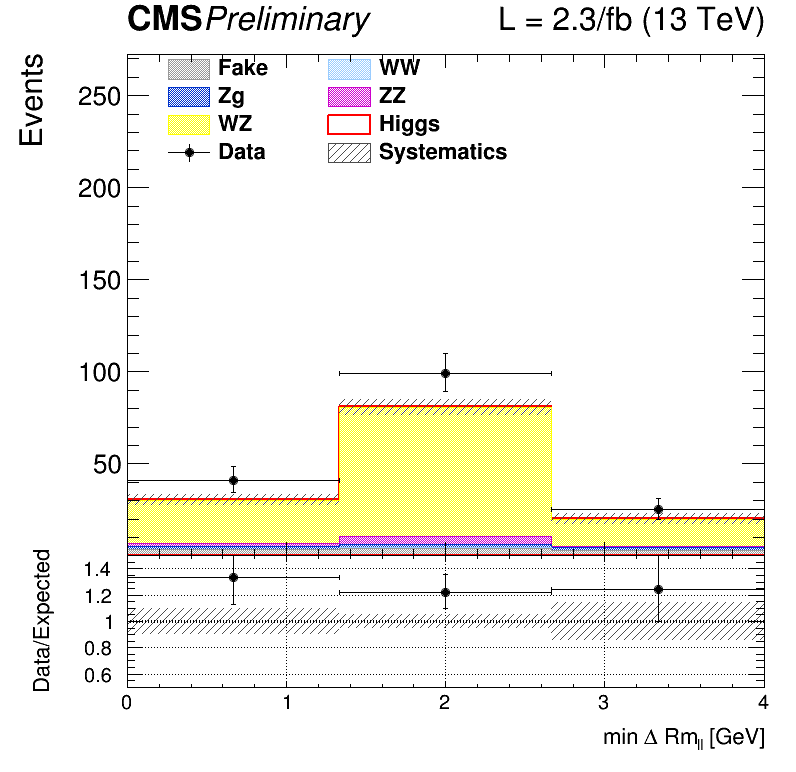 CMS Preliminary L = 2.3/fb (13 TeV)
Events
Fake WW
Zg ZZ
WZ Higgs
Data Systematics
250
200
150
100
50
Data/Expected
1.4
1.2
1
0.8
0.6
0 1 2 3 4
min Δ Rm_ll [GeV]